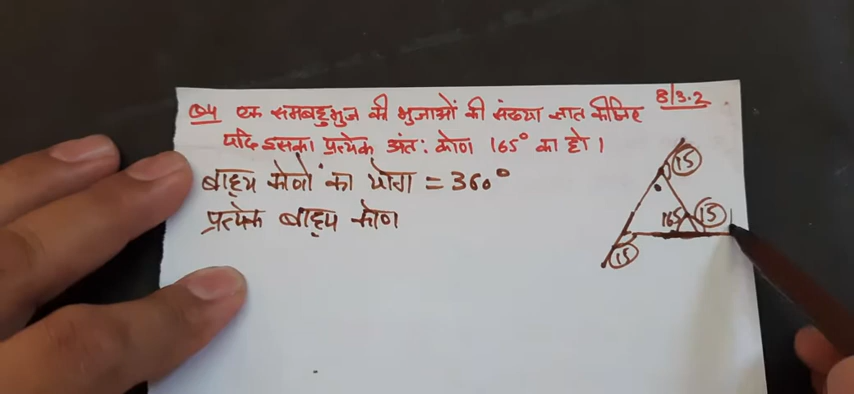 Q4 एक समबहुभुज की भुजाओं की संख्या ज्ञात कीजिए 8/3.2
यदि इसका प्रत्येक अंत: कोण 165° का हो।
बाह्य कोणों का योग = 360°
प्रत्येक बाह्य कोण
15
165 15
15